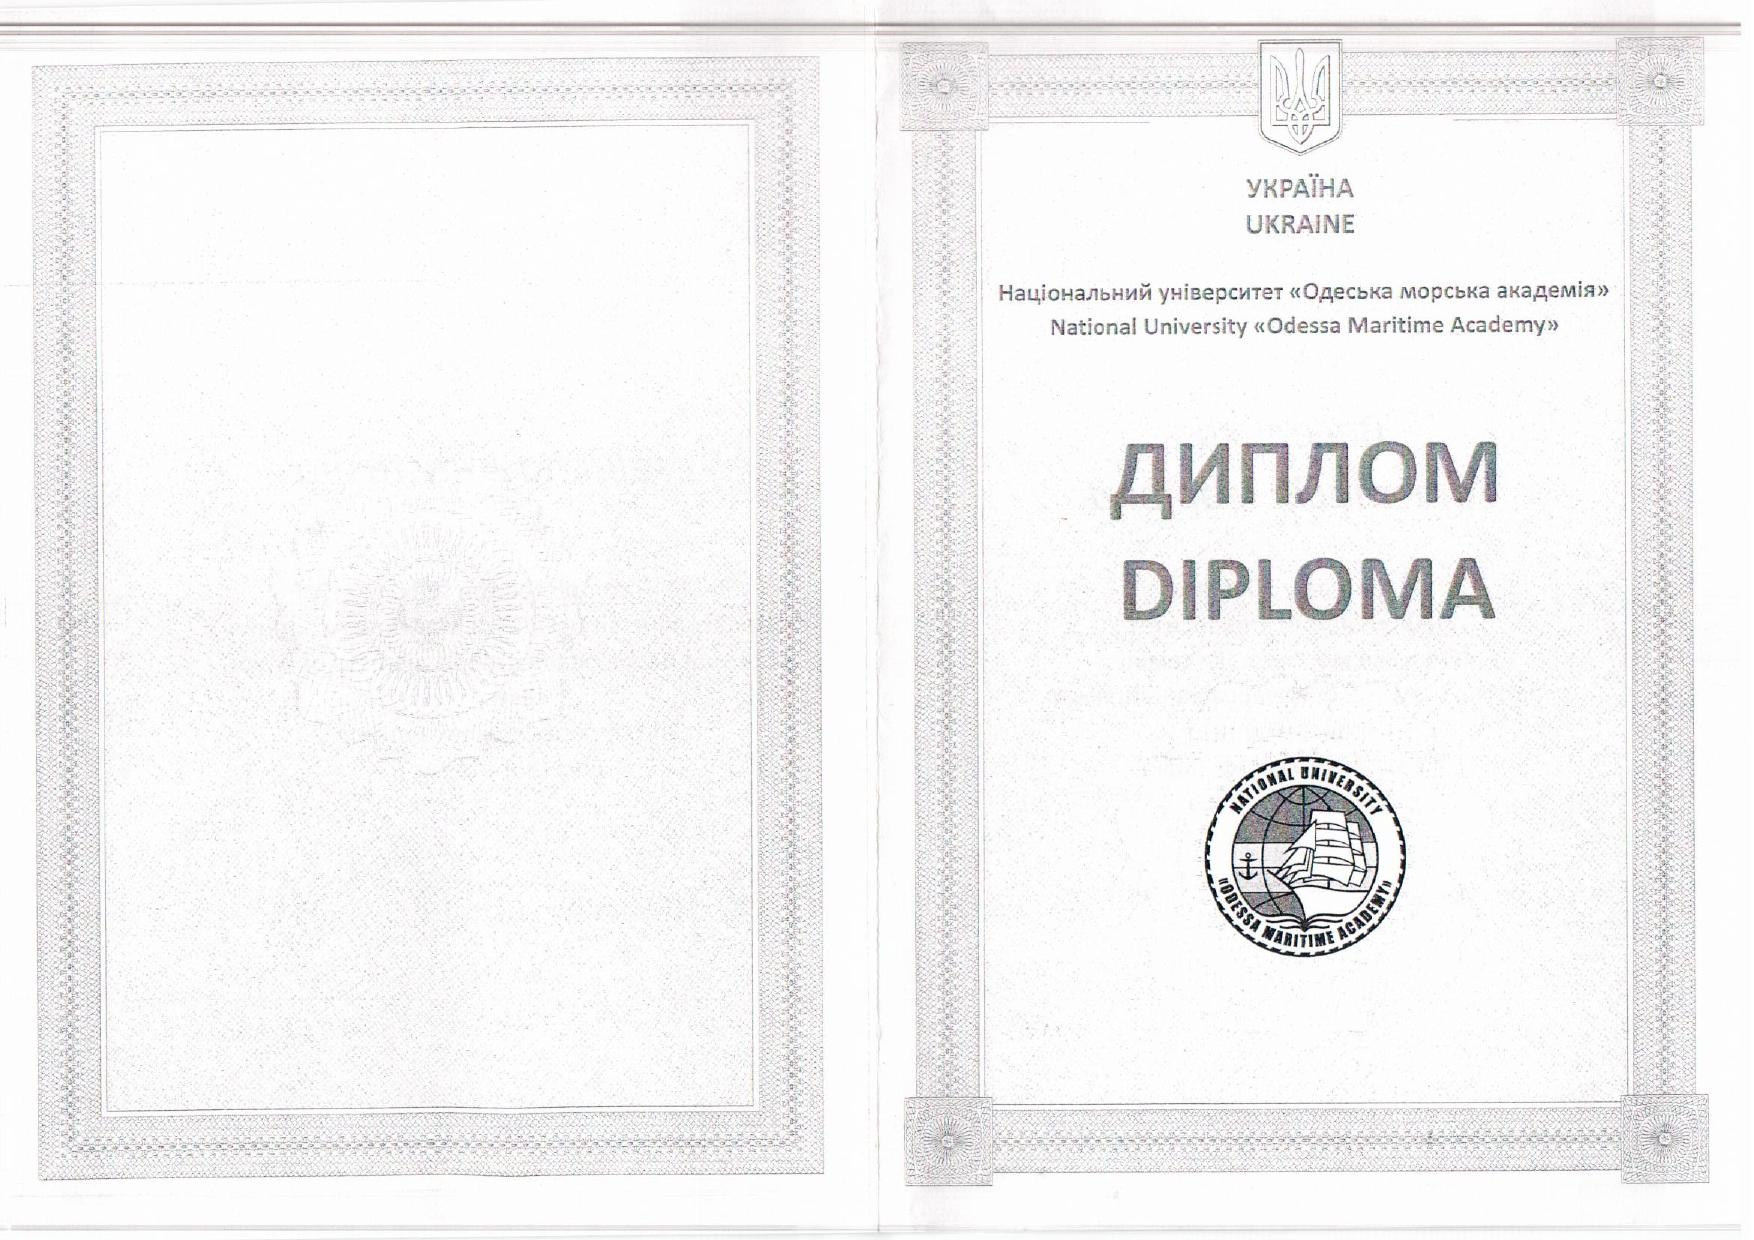 УКРАЇНА
UKRAINE
Національний університет «Одеська морська академія»
National University «Odessa Maritime Academy»
ДИПЛОМ
DIPLOMA
NATIONAL UNIVERSITY
"ODESSA MARITIME ACADEMY"